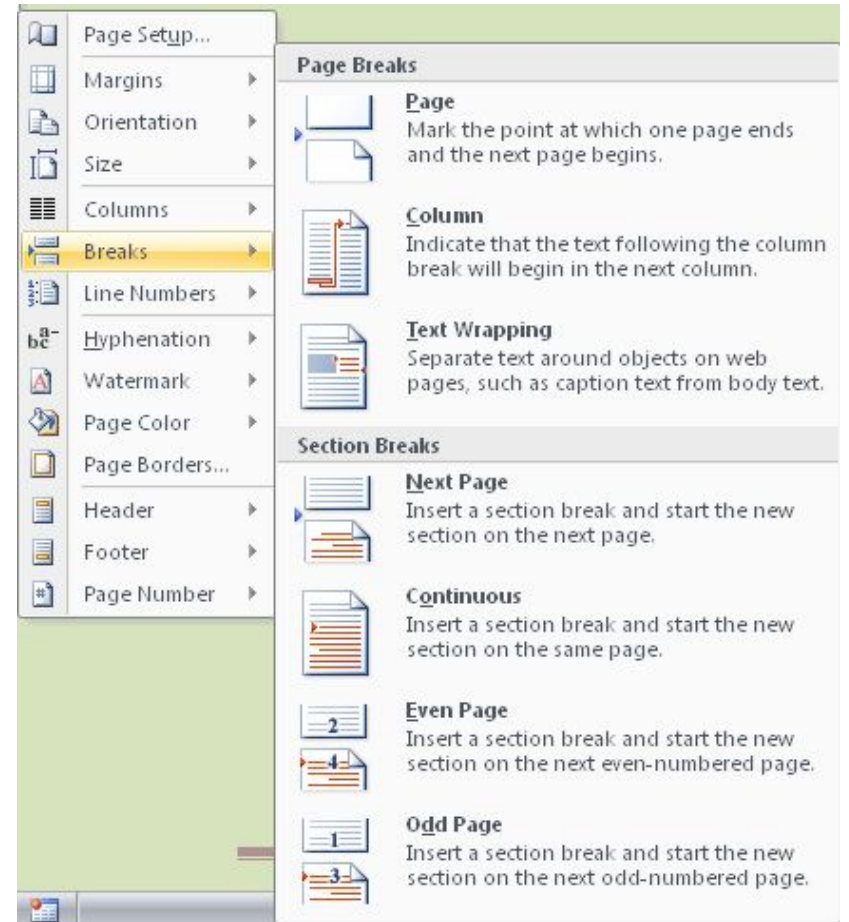 Page Setup...
Margins
Orientation
Size
Columns
Breaks
Line Numbers
Hyphenation
Watermark
Page Color
Page Borders...
Header
Footer
Page Number
Page Breaks
Page
Mark the point at which one page ends
and the next page begins.
Column
Indicate that the text following the column
break will begin in the next column.
Text Wrapping
Separate text around objects on web
pages, such as caption text from body text.
Section Breaks
Next Page
Insert a section break and start the new
section on the next page.
Continuous
Insert a section break and start the new
section on the same page.
Even Page
Insert a section break and start the new
section on the next even-numbered page.
Odd Page
Insert a section break and start the new
section on the next odd-numbered page.